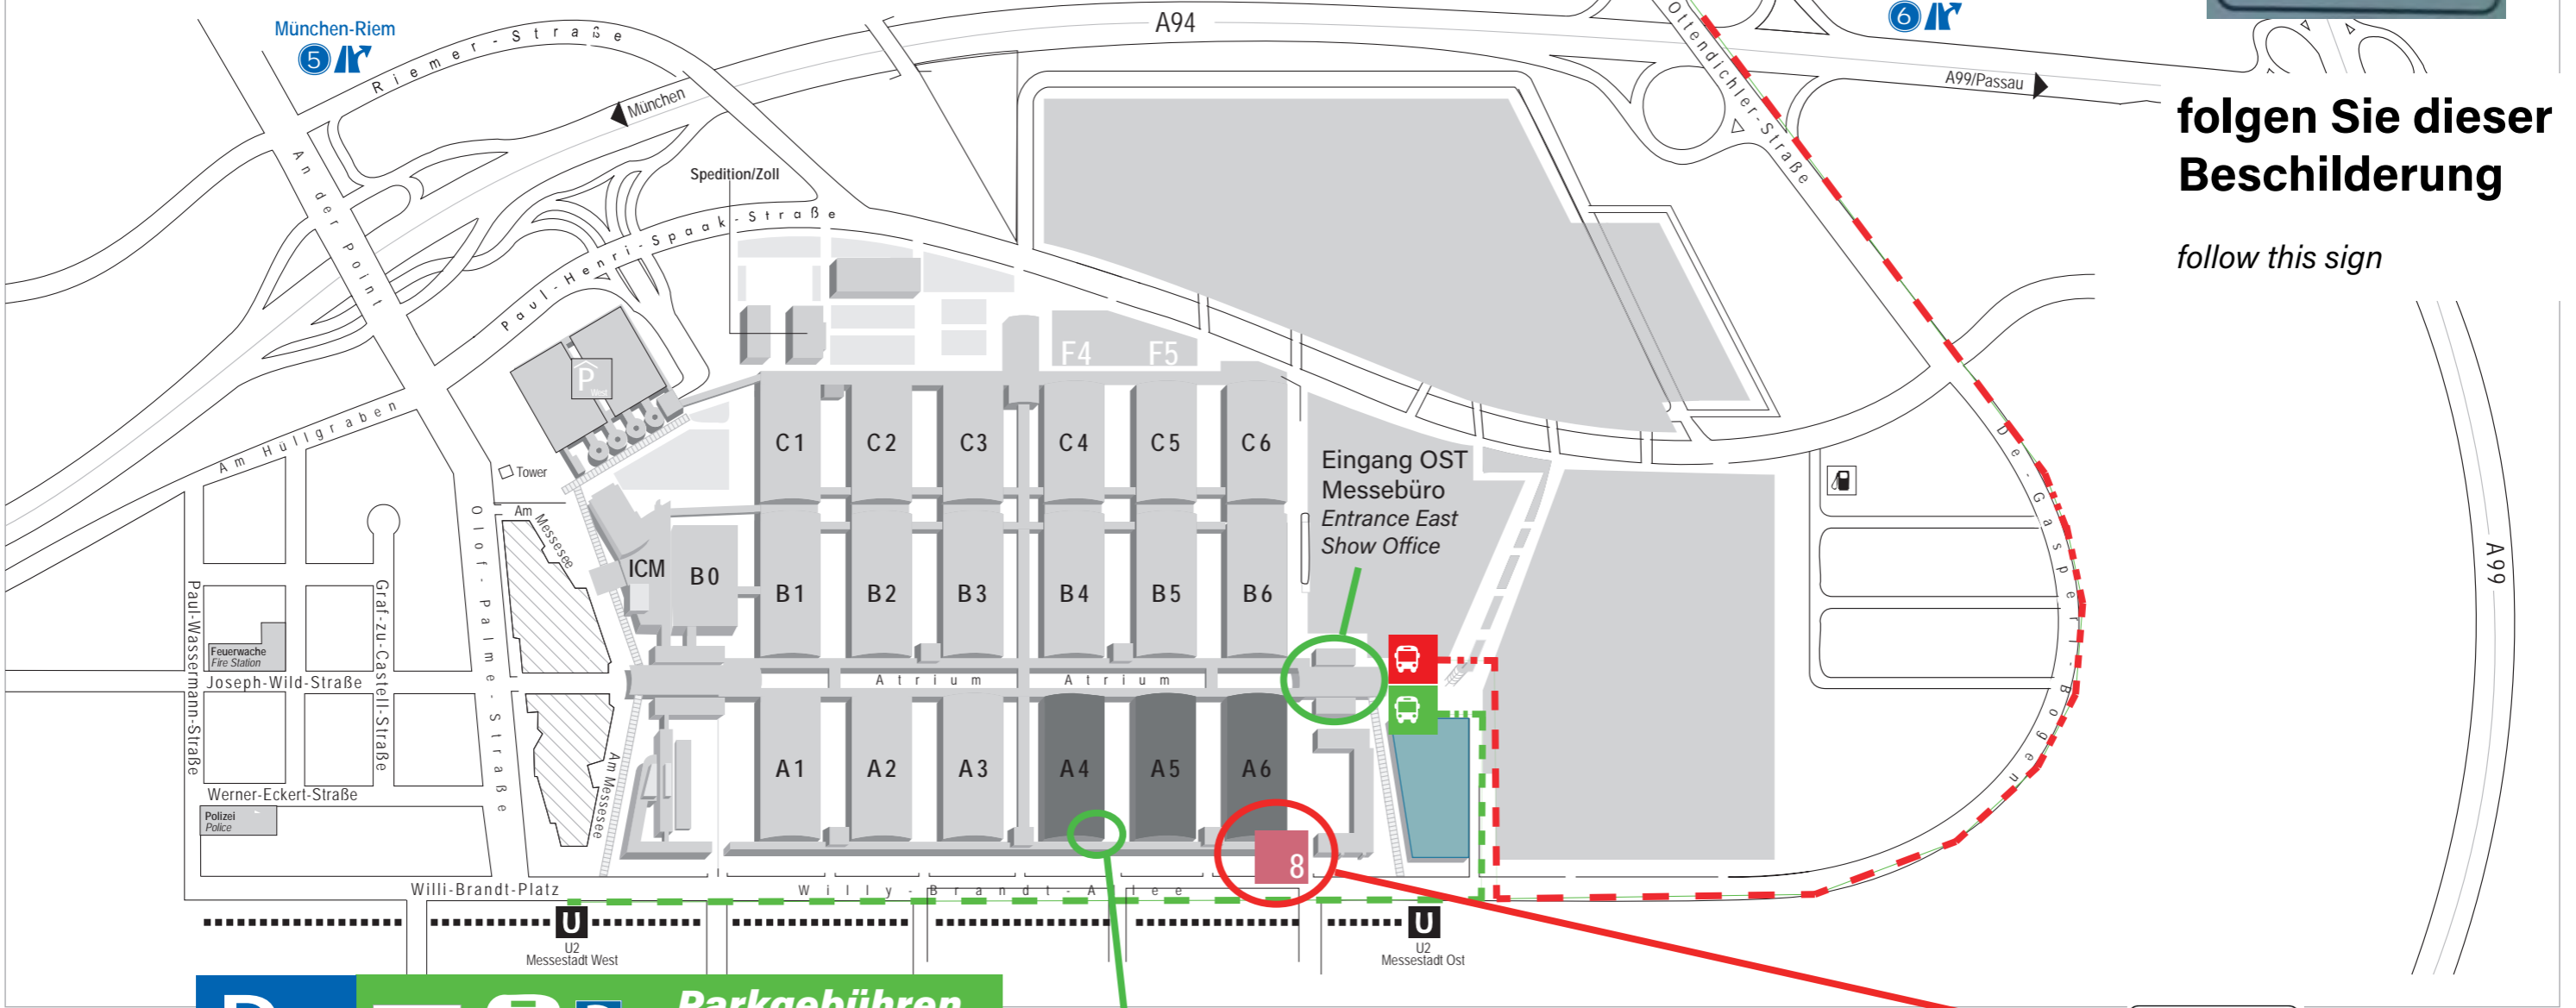 A94
München-Riem
5
6
Riemer-Straße
München
Ottendichler-Straße
A99/Passau
folgen Sie dieser
Beschilderung
follow this sign
An der Point
Spedition/Zoll
Paul-Henri-Spaak-Straße
P
West
F4
F5
Am Hüllgraben
Tower
C1
C2
C3
C4
C5
C6
Eingang OST
Messebüro
Entrance East
Show Office
De-Gasperi-Bogen
A99
Am Messesee
Olof-Palme-Straße
ICM
B0
B1
B2
B3
B4
B5
B6
Paul-Wassermann-Straße
Graf-zu-Castell-Straße
Feuerwache
Fire Station
Joseph-Wild-Straße
Atrium
Atrium
Am Messesee
A1
A2
A3
A4
A5
A6
Werner-Eckert-Straße
Polizei
Police
8
Willi-Brandt-Platz
Willy-Brandt-Allee
U
U2
Messestadt West
U
U2
Messestadt Ost
Parkgebühren